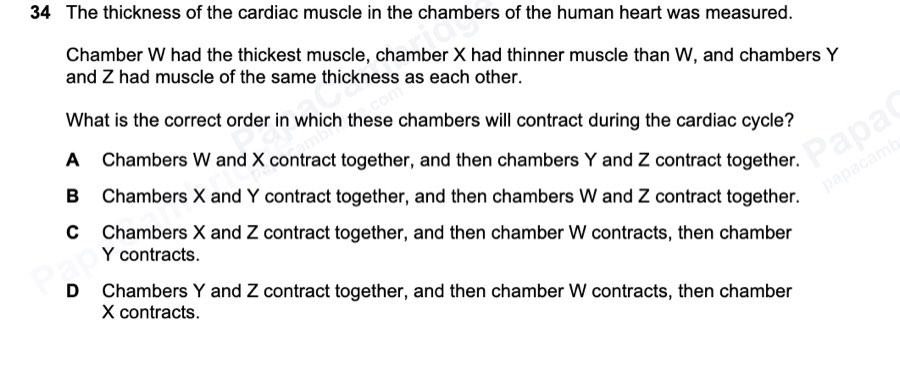 34 The thickness of the cardiac muscle in the chambers of the human heart was measured.
Chamber W had the thickest muscle, chamber X had thinner muscle than W, and chambers Y
and Z had muscle of the same thickness as each other.
What is the correct order in which these chambers will contract during the cardiac cycle?
A Chambers W and X contract together, and then chambers Y and Z contract together.
B Chambers X and Y contract together, and then chambers W and Z contract together.
C Chambers X and Z contract together, and then chamber W contracts, then chamber
Y contracts.
D Chambers Y and Z contract together, and then chamber W contracts, then chamber
X contracts.